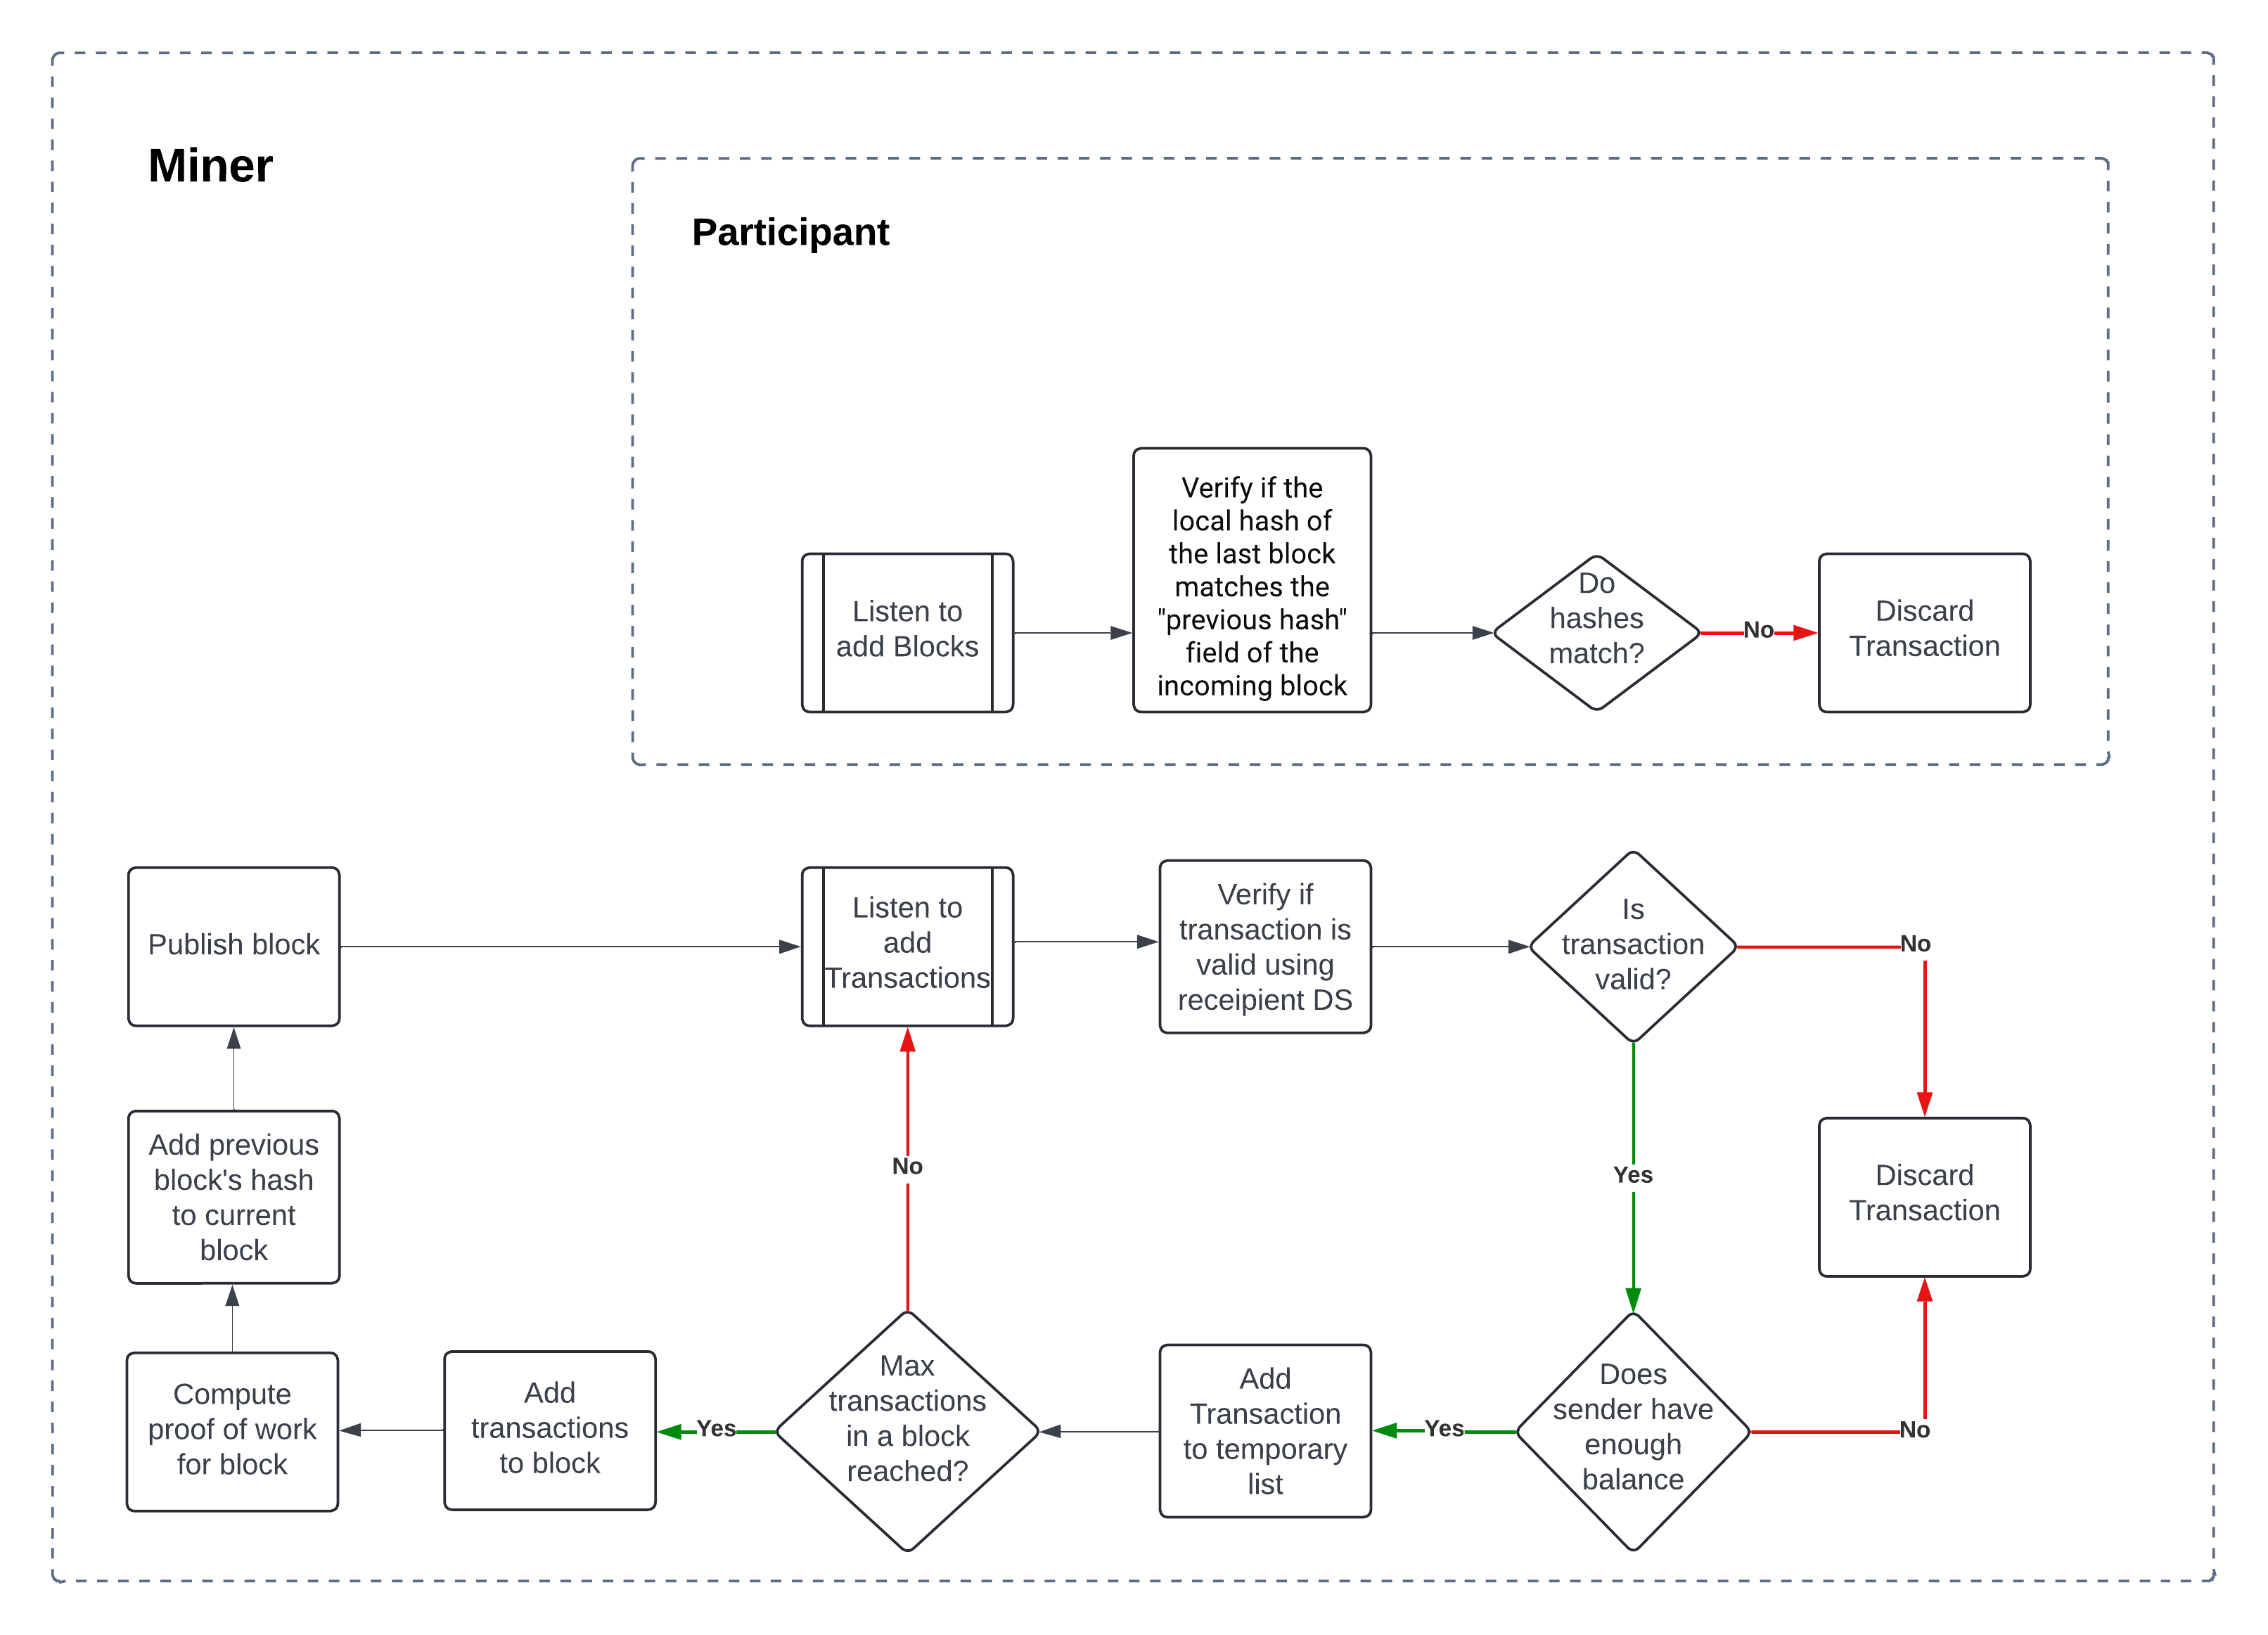 Miner
Participant
Listen to
add Blocks
Verify if the
local hash of
the last block
matches the
"previous hash"
field of the
incoming block
Do
hashes
match?
No
Discard
Transaction
Publish block
Listen to
add
Transactions
Verify if
transaction is
valid using
receipient DS
Is
transaction
valid?
No
Yes
Discard
Transaction
Add previous
block's hash
to current
block
No
Compute
proof of work
for block
Add
transactions
to block
Yes
Max
transactions
in a block
reached?
Add
Transaction
to temporary
list
Yes
Does
sender have
enough
balance
No